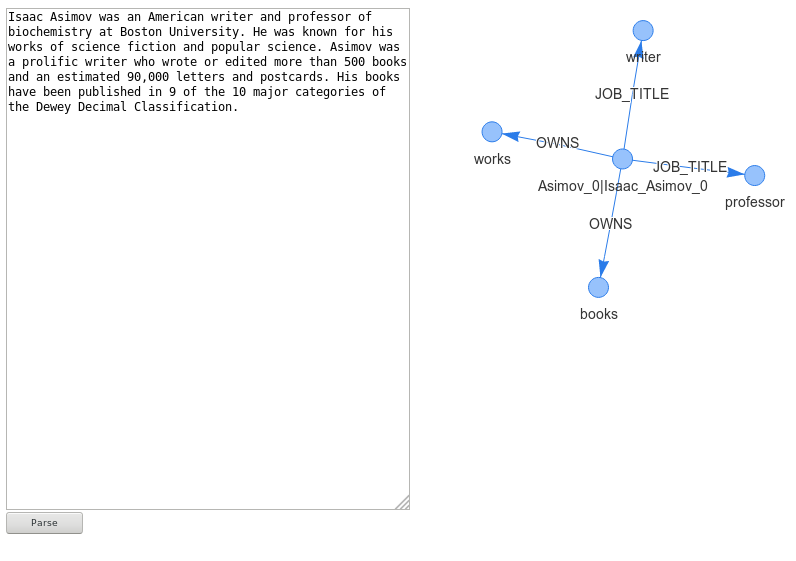 Isaac Asimov was an American writer and professor of
biochemistry at Boston University. He was known for his
works of science fiction and popular science. Asimov was
a prolific writer who wrote or edited more than 500 books
and an estimated 90,000 letters and postcards. His books
have been published in 9 of the 10 major categories of
the Dewey Decimal Classification.
Parse
writer
JOB_TITLE
OWNS
works
JOB_TITLE
Asimov_0|Isaac_Asimov_0
professor
OWNS
books